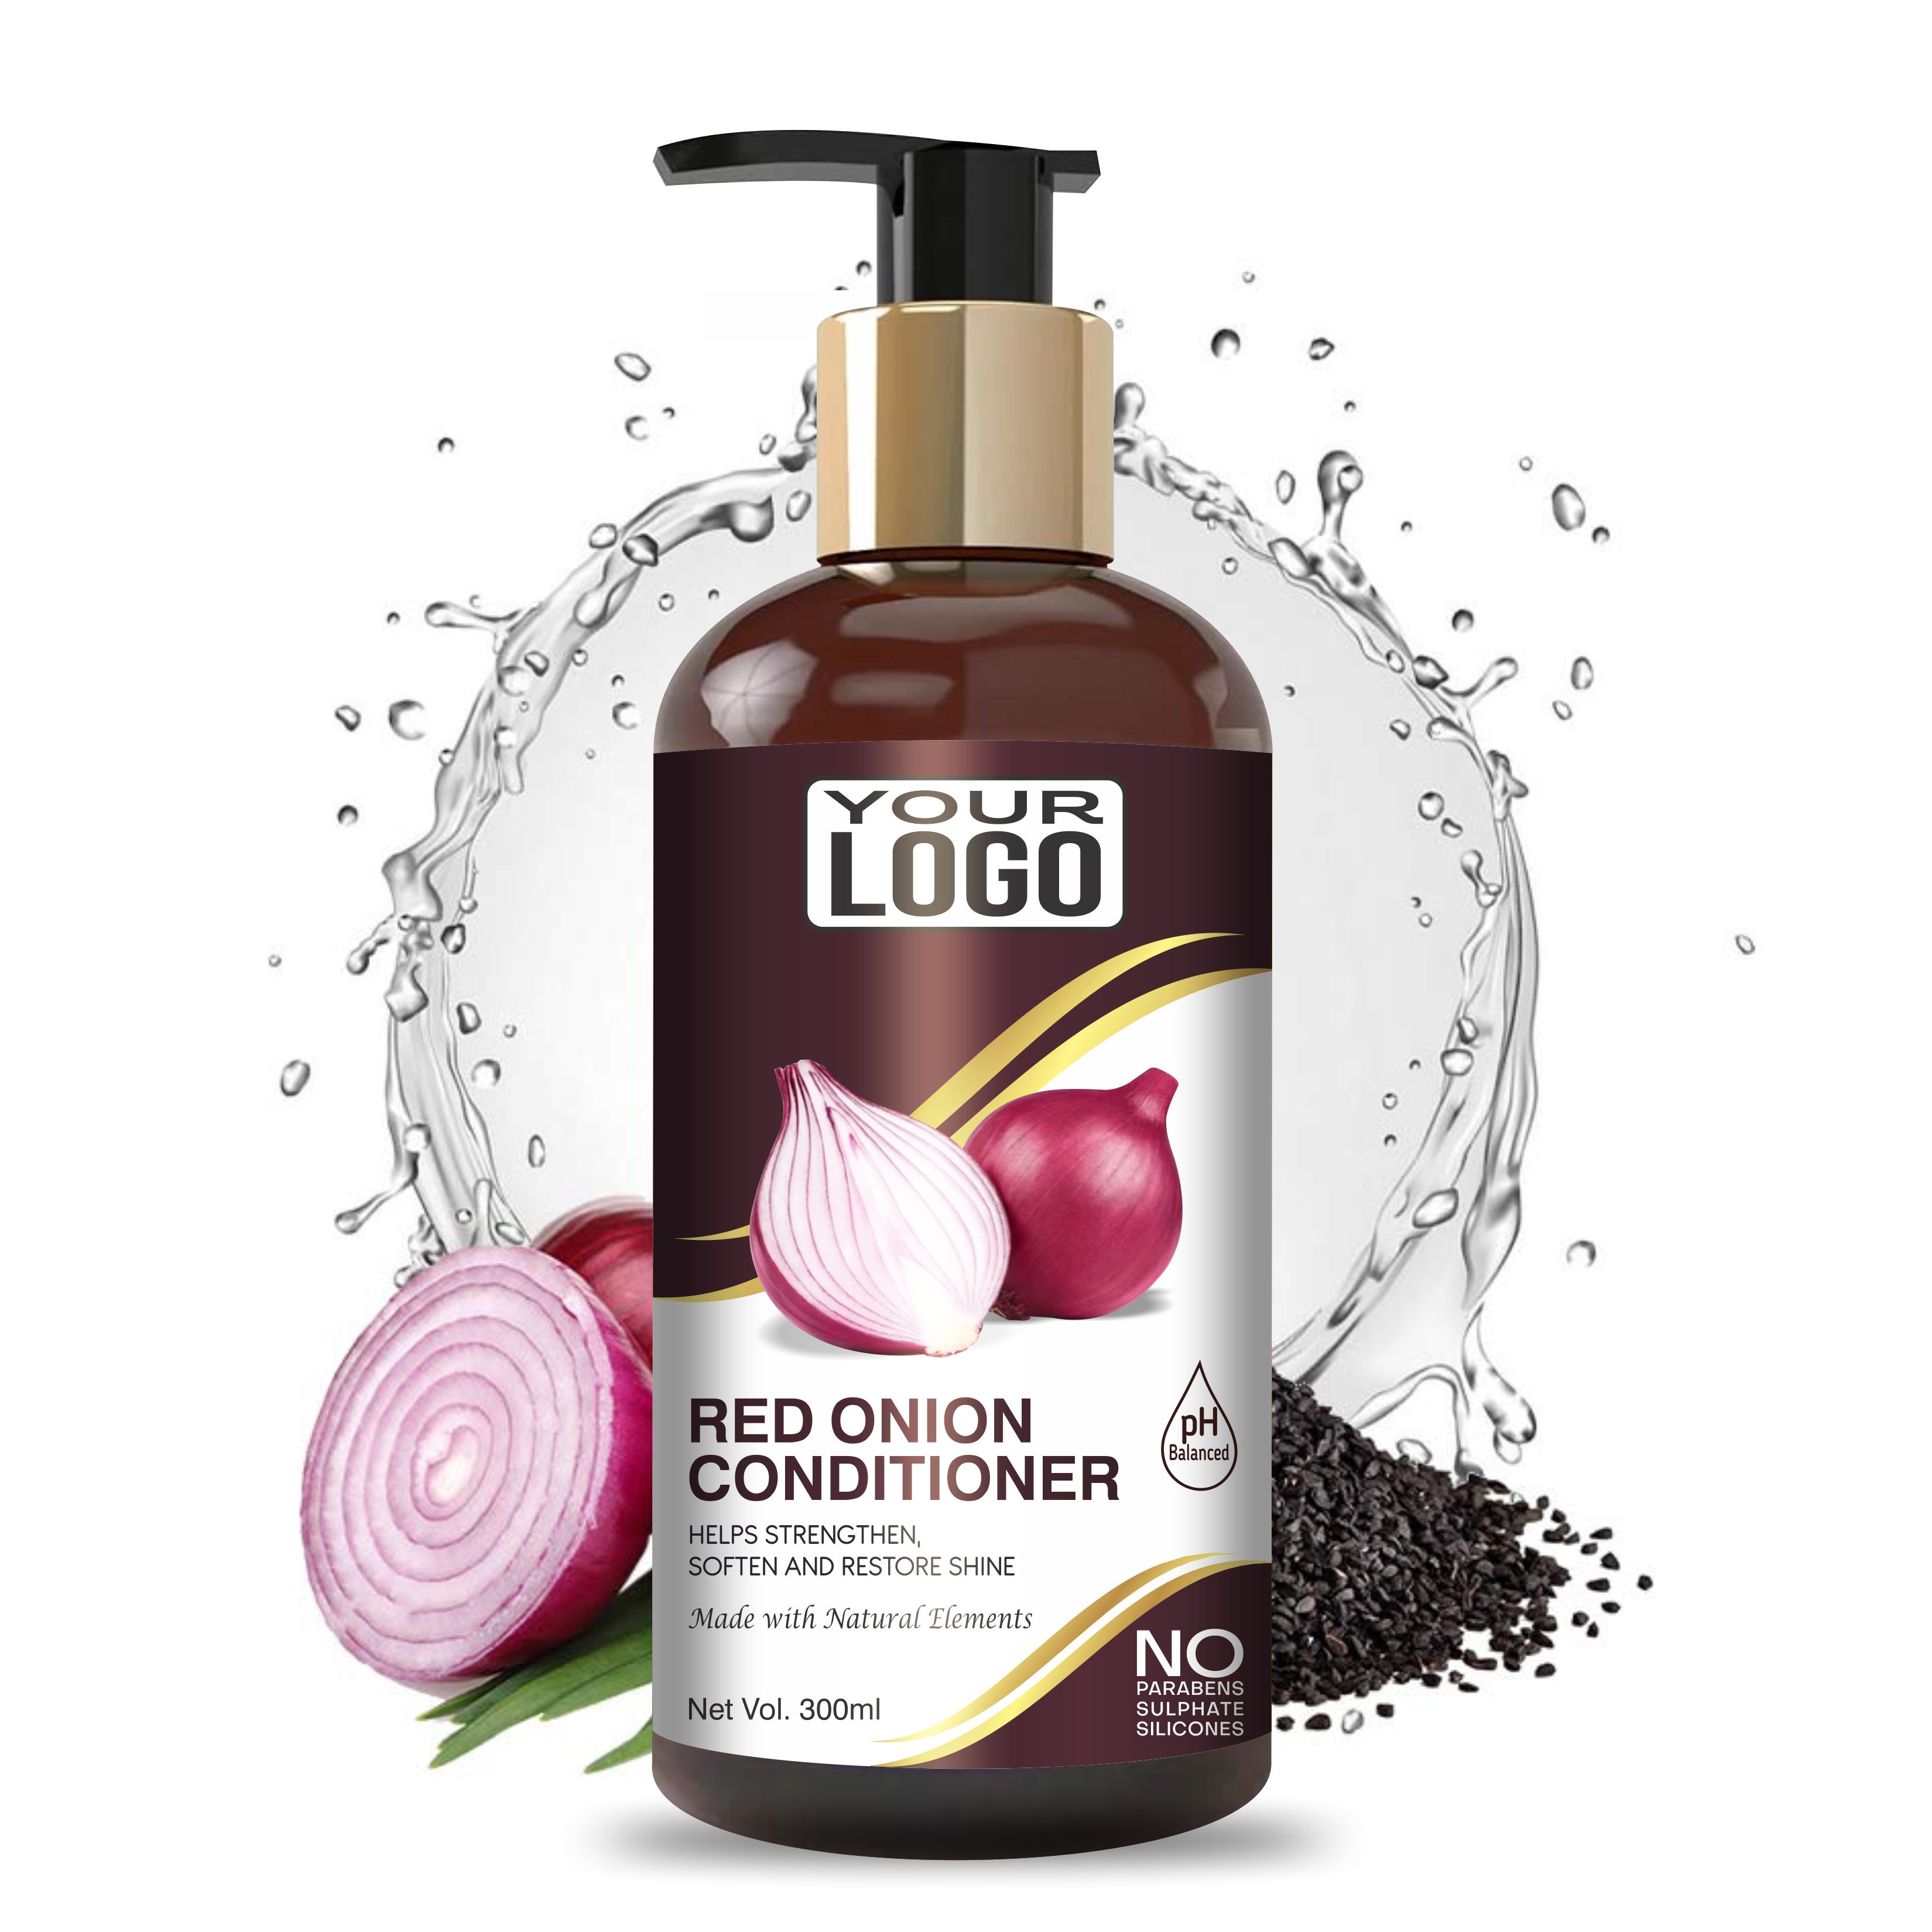 YOUR
LOGO
RED ONION
CONDITIONER
pH
Balanced
HELPS STRENGTHEN,
SOFTEN AND RESTORE SHINE
Made with Natural Elements
NO
PARABENS
SULPHATE
SILICONES
Net Vol. 300ml